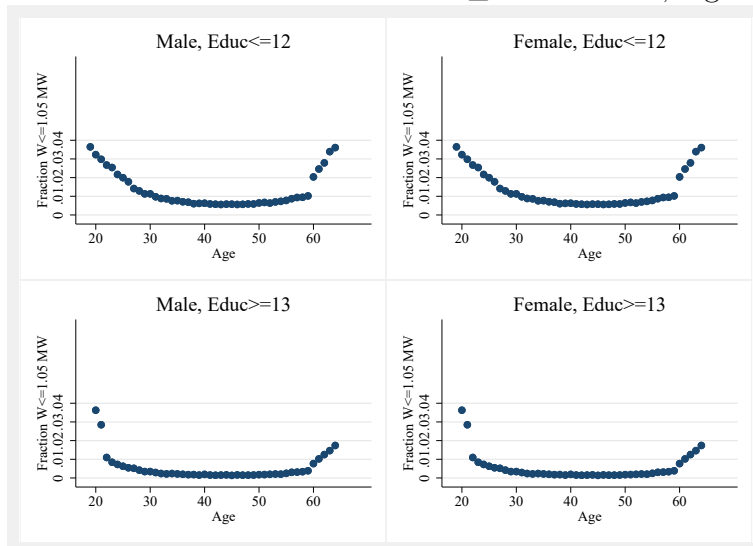 Male, Educ<=12
Fraction W<=1.05 MW
0 .01.02.03.04
20 30 40 50 60
Age
Female, Educ<=12
Fraction W<=1.05 MW
0 .01.02.03.04
20 30 40 50 60
Age
Male, Educ>=13
Fraction W<=1.05 MW
0 .01.02.03.04
20 30 40 50 60
Age
Female, Educ>=13
Fraction W<=1.05 MW
0 .01.02.03.04
20 30 40 50 60
Age